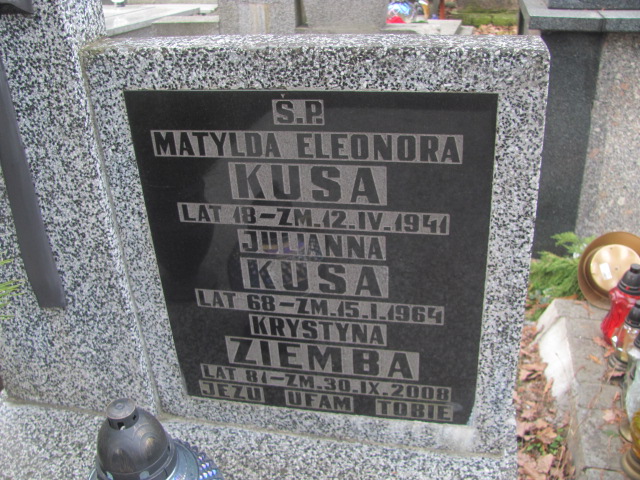 Ś.P.
MATYLDA ELEONORA
KUSA
LAT 18-ZM.12.IV.1941
JULIANNA
KUSA
LAT 68-ZM.15.I.1964
KRYSTYNA
ZIEMBA
LAT 81-ZM.30.IX.2008
JEZU UFAM TOBIE